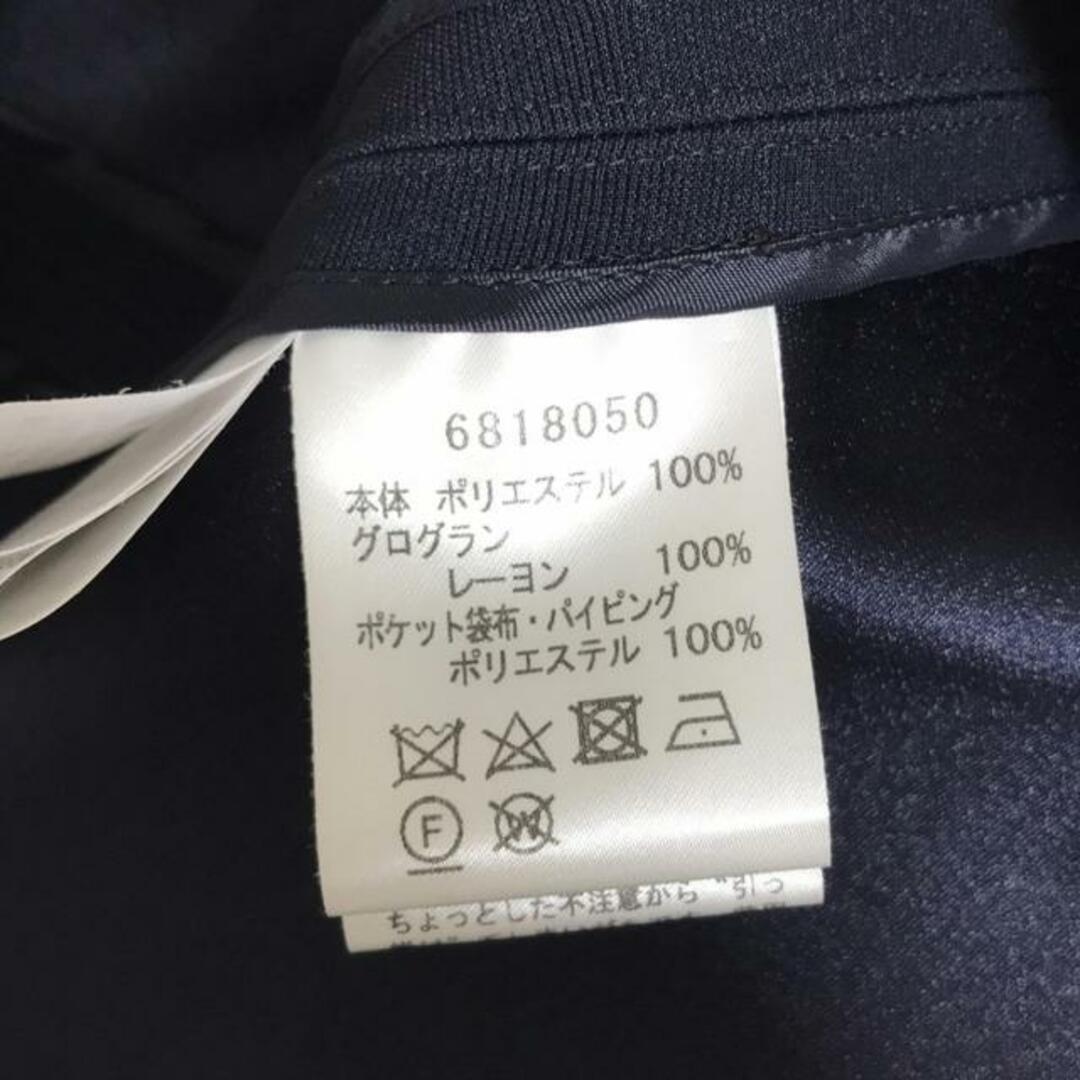 6818050
本体 ポリエステル 100%
グログラン
レーヨン 100%
ポケット袋布・パイピング
ポリエステル 100%
F
W
ちょっとした不注意から“引っ